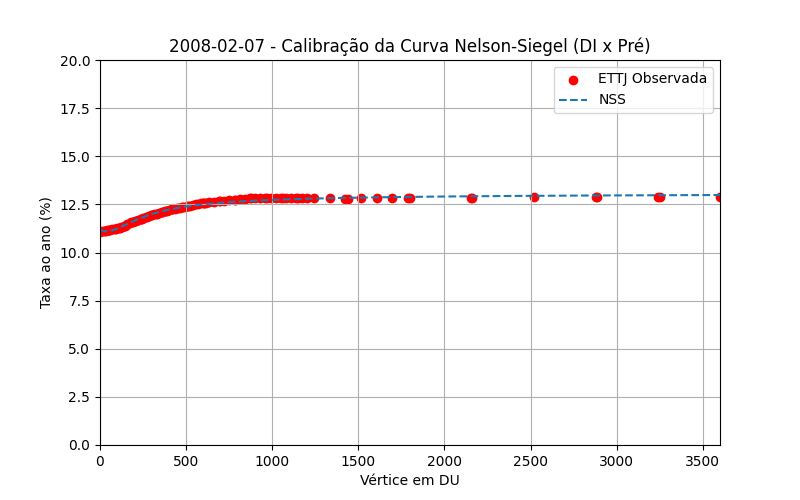 2008-02-07 - Calibração da Curva Nelson-Siegel (DI x Pré)
ETTJ Observada
NSS
Taxa ao ano (%)
20.0
17.5
15.0
12.5
10.0
7.5
5.0
2.5
0.0
0 500 1000 1500 2000 2500 3000 3500
Vértice em DU